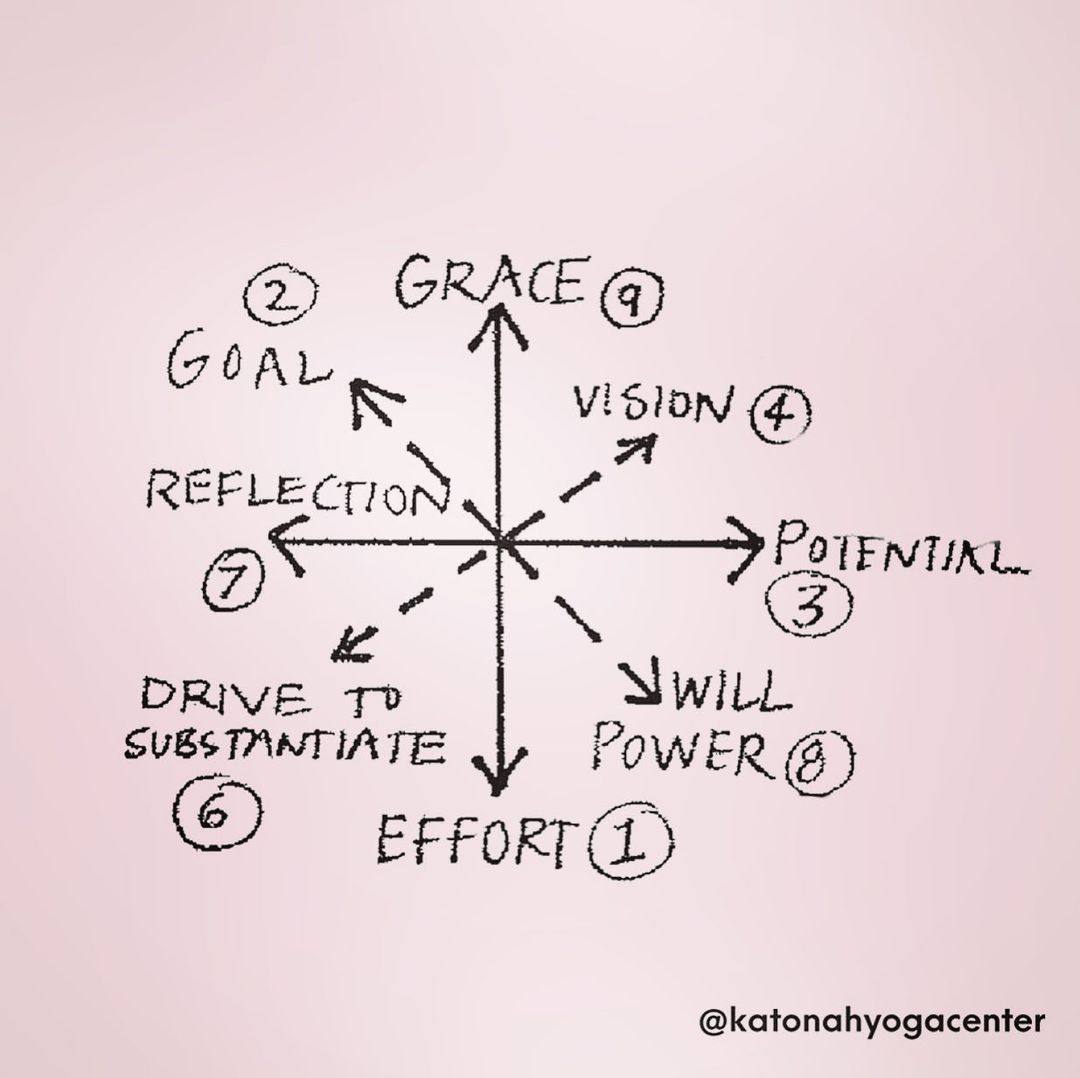 ②
GRACE ⑨
GOAL
VISION ④
REFLECTION
⑦
POTENTIAL
③
DRIVE TO
SUBSTANTIATE
⑥
WILL
POWER ⑧
EFFORT ①
@katonahyogacenter